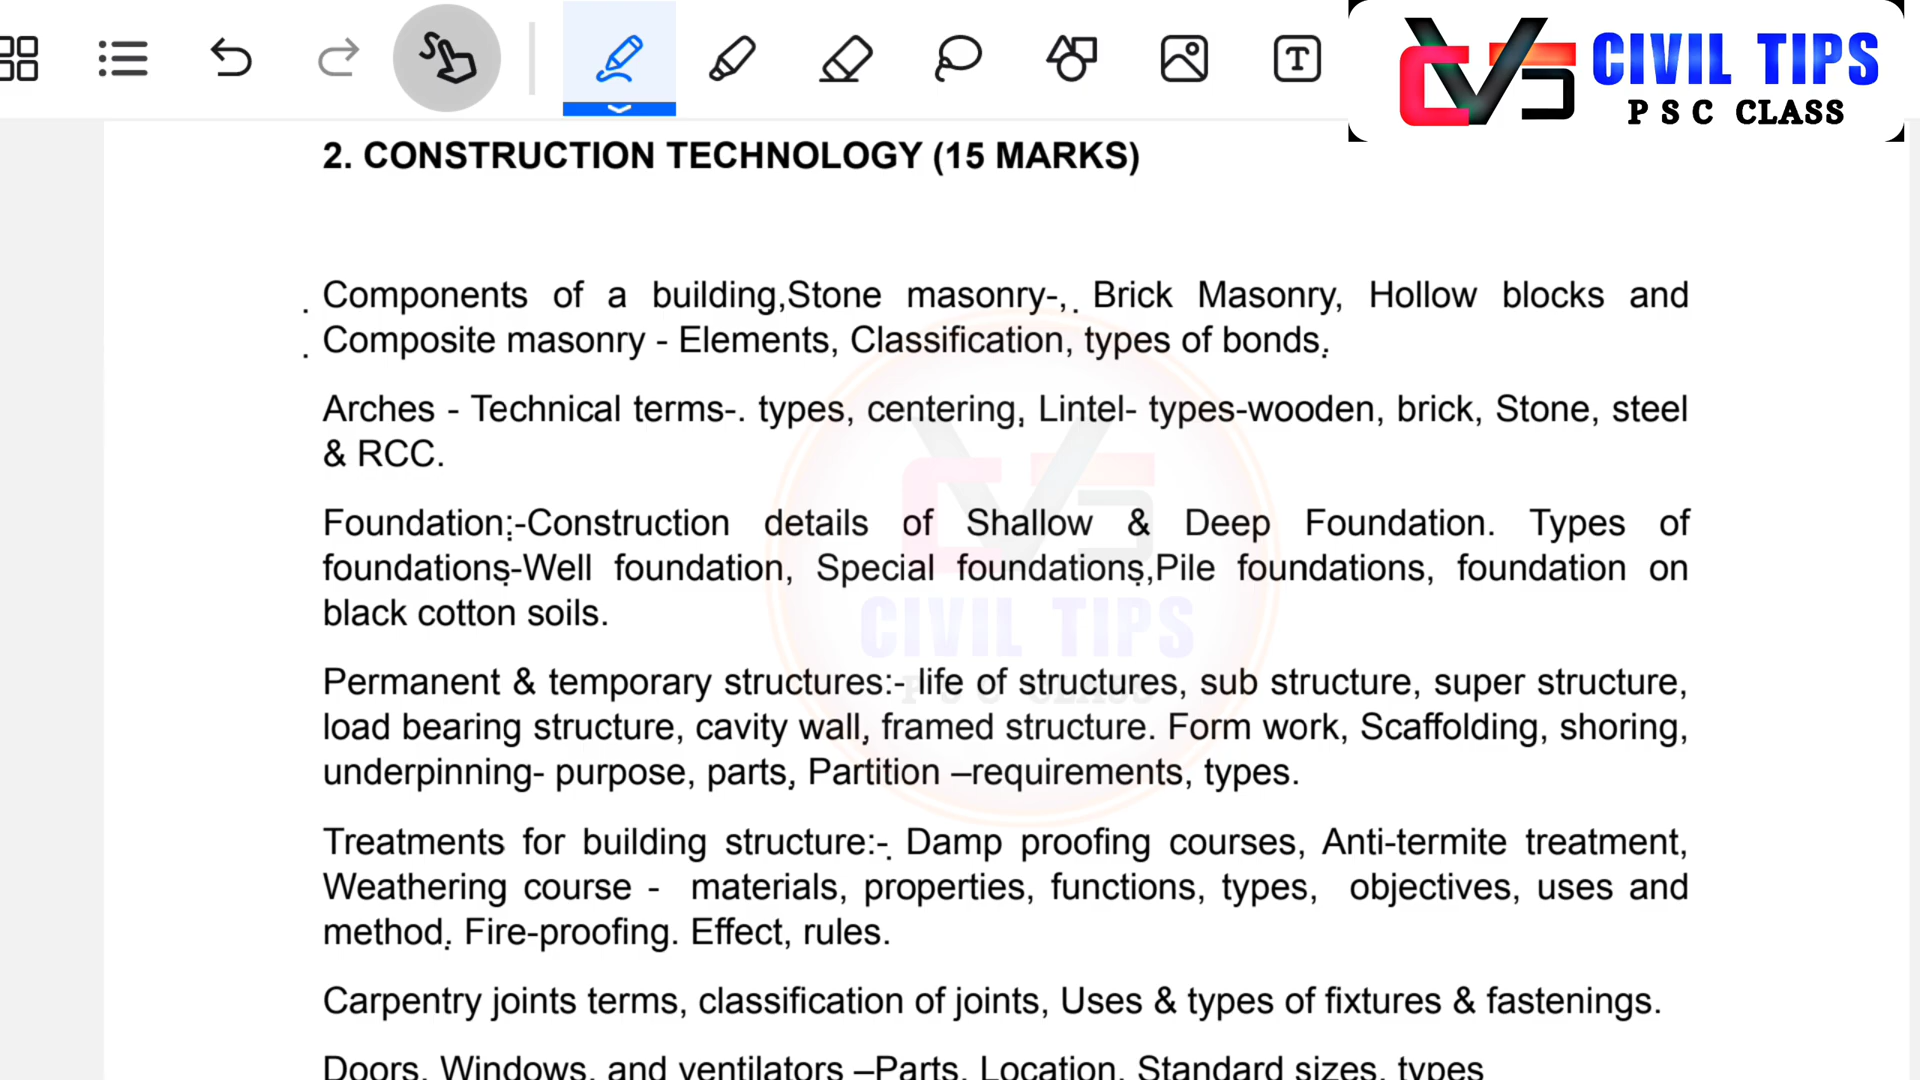 CIVIL TIPS
PSC CLASS
2. CONSTRUCTION TECHNOLOGY (15 MARKS)
Components of a building,Stone masonry-,. Brick Masonry, Hollow blocks and
Composite masonry - Elements, Classification, types of bonds.
Arches - Technical terms-. types, centering, Lintel- types-wooden, brick, Stone, steel
& RCC.
Foundation:-Construction details of Shallow & Deep Foundation. Types of
foundations-Well foundation, Special foundations,Pile foundations, foundation on
black cotton soils.
CIVIL TIPS
PSC CLASS
Permanent & temporary structures:- life of structures, sub structure, super structure,
load bearing structure, cavity wall, framed structure. Form work, Scaffolding, shoring,
underpinning- purpose, parts, Partition –requirements, types.
Treatments for building structure:-. Damp proofing courses, Anti-termite treatment,
Weathering course - materials, properties, functions, types, objectives, uses and
method. Fire-proofing. Effect, rules.
Carpentry joints terms, classification of joints, Uses & types of fixtures & fastenings.
Doors, Windows, and ventilators –Parts, Location, Standard sizes, types